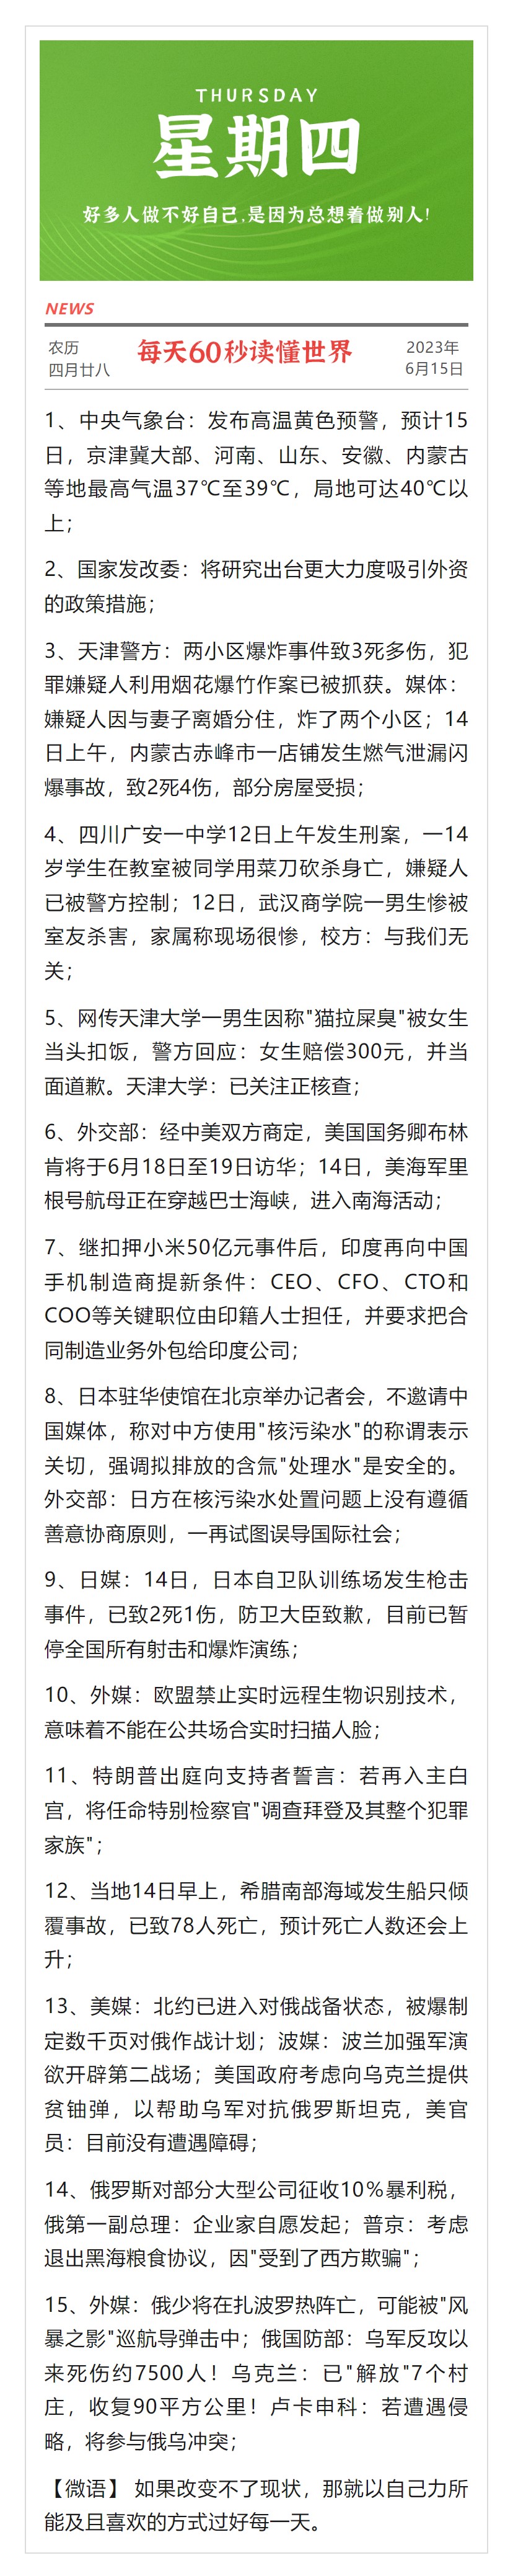 THURSDAY
星期四
好多人做不好自己,是因为总想着做别人!
NEWS
农历
四月廿八
每天60秒读懂世界
2023年
6月15日
1、中央气象台：发布高温黄色预警，预计15
日，京津冀大部、河南、山东、安徽、内蒙古
等地最高气温37℃至39℃，局地可达40℃以
上；
2、国家发改委：将研究出台更大力度吸引外资
的政策措施；
3、天津警方：两小区爆炸事件致3死多伤，犯
罪嫌疑人利用烟花爆竹作案已被抓获。媒体：
嫌疑人因与妻子离婚分住，炸了两个小区；14
日上午，内蒙古赤峰市一店铺发生燃气泄漏闪
爆事故，致2死4伤，部分房屋受损；
4、四川广安一中学12日上午发生刑案，一14
岁学生在教室被同学用菜刀砍杀身亡，嫌疑人
已被警方控制；12日，武汉商学院一男生惨被
室友杀害，家属称现场很惨，校方：与我们无
关；
5、网传天津大学一男生因称"猫拉屎臭"被女生
当头扣饭，警方回应：女生赔偿300元，并当
面道歉。天津大学：已关注正核查；
6、外交部：经中美双方商定，美国国务卿布林
肯将于6月18日至19日访华；14日，美海军里
根号航母正在穿越巴士海峡，进入南海活动；
7、继扣押小米50亿元事件后，印度再向中国
手机制造商提新条件：CEO、CFO、CTO和
COO等关键职位由印籍人士担任，并要求把合
同制造业务外包给印度公司；
8、日本驻华使馆在北京举办记者会，不邀请中
国媒体，称对中方使用"核污染水"的称谓表示
关切，强调拟排放的含氚"处理水"是安全的。
外交部：日方在核污染水处置问题上没有遵循
善意协商原则，一再试图误导国际社会；
9、日媒：14日，日本自卫队训练场发生枪击
事件，已致2死1伤，防卫大臣致歉，目前已暂
停全国所有射击和爆炸演练；
10、外媒：欧盟禁止实时远程生物识别技术，
意味着不能在公共场合实时扫描人脸；
11、特朗普出庭向支持者誓言：若再入主白
宫，将任命特别检察官"调查拜登及其整个犯罪
家族"；
12、当地14日早上，希腊南部海域发生船只倾
覆事故，已致78人死亡，预计死亡人数还会上
升；
13、美媒：北约已进入对俄战备状态，被爆制
定数千页对俄作战计划；波媒：波兰加强军演
欲开辟第二战场；美国政府考虑向乌克兰提供
贫铀弹，以帮助乌军对抗俄罗斯坦克，美官
员：目前没有遭遇障碍；
14、俄罗斯对部分大型公司征收10%暴利税，
俄第一副总理：企业家自愿发起；普京：考虑
退出黑海粮食协议，因"受到了西方欺骗"；
15、外媒：俄少将在扎波罗热阵亡，可能被"风
暴之影"巡航导弹击中；俄国防部：乌军反攻以
来死伤约7500人！乌克兰：已"解放"7个村
庄，收复90平方公里！卢卡申科：若遭遇侵
略，将参与俄乌冲突；
【微语】 如果改变不了现状，那就以自己力所
能及且喜欢的方式过好每一天。